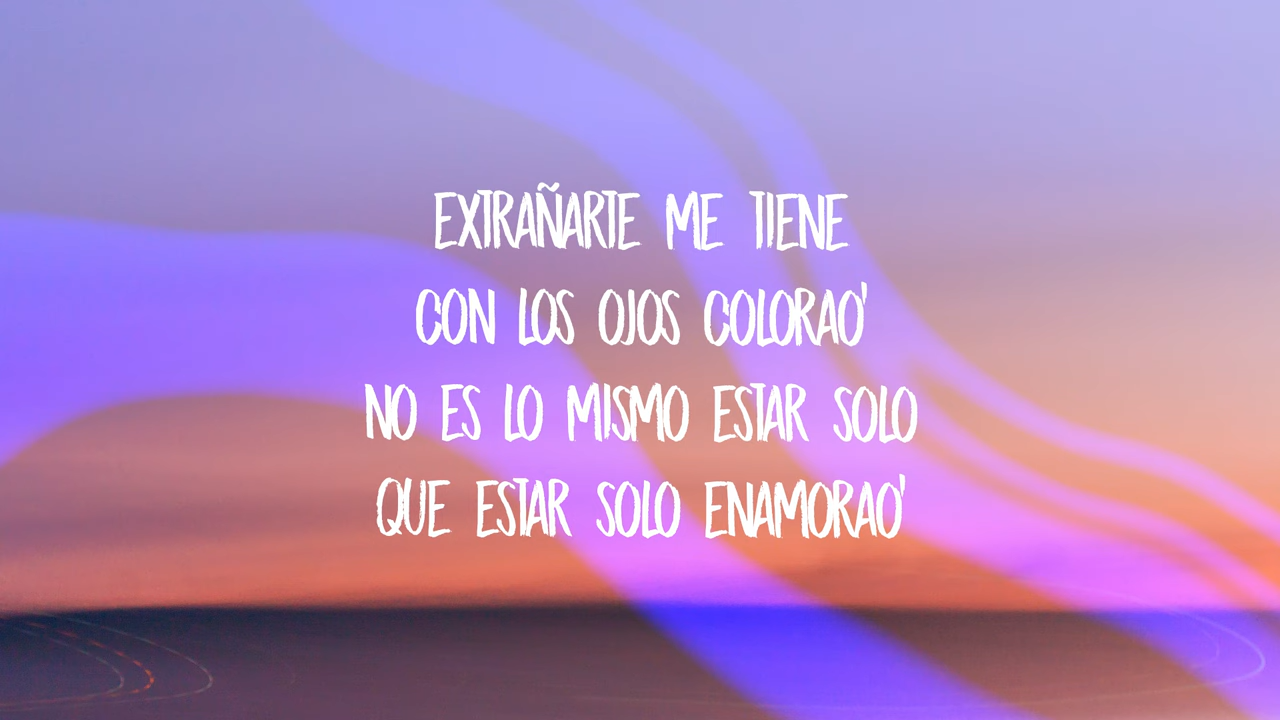 EXTRAÑARTE ME TIENE
CON LOS OJOS COLORAO'
NO ES LO MISMO ESTAR SOLO
QUE ESTAR SOLO ENAMORAO'